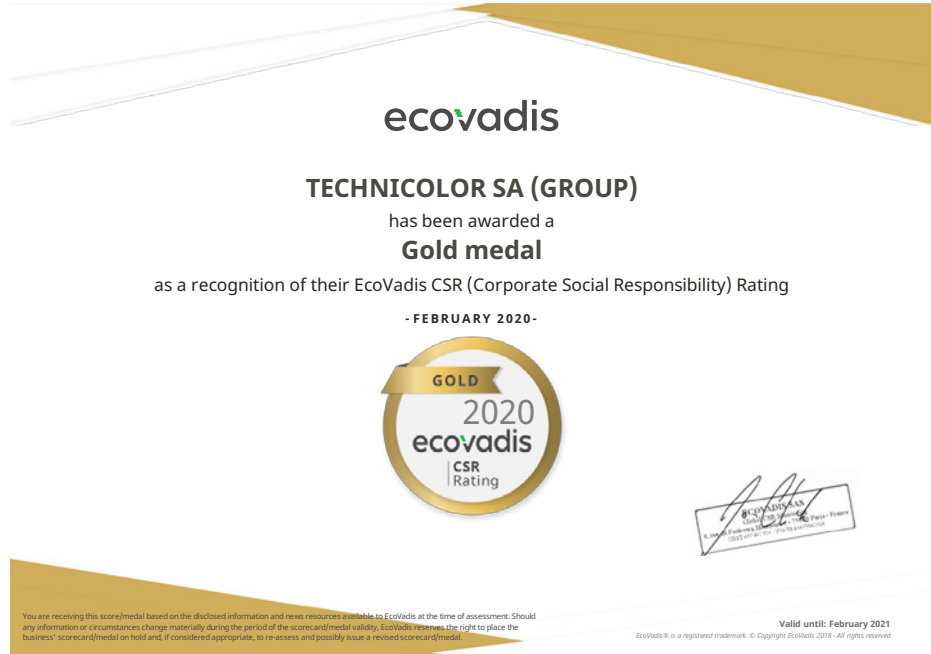 ecovadis
TECHNICOLOR SA (GROUP)
has been awarded a
Gold medal
as a recognition of their EcoVadis CSR (Corporate Social Responsibility) Rating
- FEBRUARY 2020-
GOLD
2020
ecovadis
CSR
Rating
ECOVADIS SAS
Paris - France
You are receiving this score/medal based on the disclosed information and news resources available to EcoVadis at the time of assessment. Should
any information or circumstances change materially during the period of the scorecard/medal validity, EcoVadis reserves the right to place the
business' scorecard/medal on hold and, if considered appropriate, to re-assess and possibly issue a revised scorecard/medal.
Valid until: February 2021
EcoVadis® is a registered trademark. © Copyright EcoVadis 2018 - All rights reserved